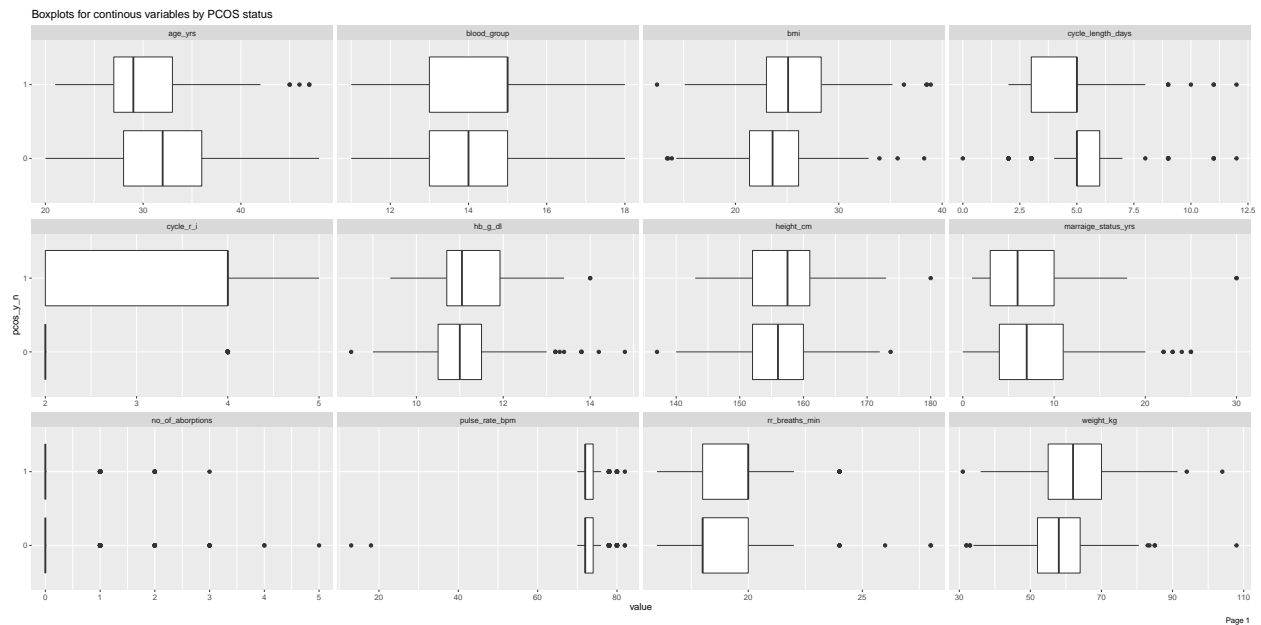 Boxplots for continous variables by PCOS status
age_yrs blood_group bmi cycle_length_days
1
0
20 30 40 12 14 16 18 20 30 40 0.0 2.5 5.0 7.5 10.0 12.5
cycle_r_i hb_g_dl height_cm marraige_status_yrs
1
0
2 3 4 5 10 12 14 140 150 160 170 180 0 10 20 30
pcos_y_n
no_of_aborptions pulse_rate_bpm rr_breaths_min weight_kg
1
0
0 1 2 3 4 5 20 40 60 80 20 25 30 50 70 90 110
value
Page 1